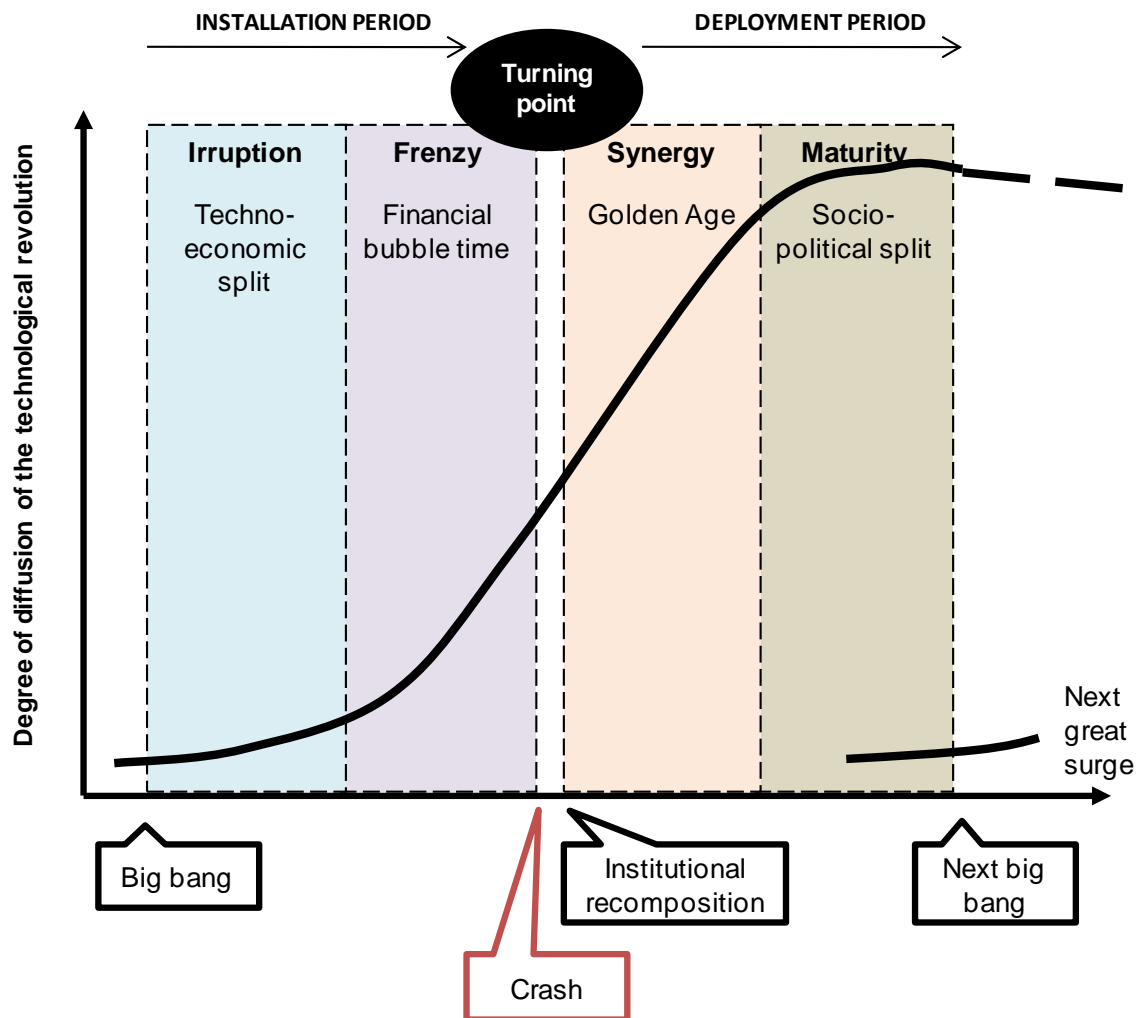 INSTALLATION PERIOD
DEPLOYMENT PERIOD
Turning
point
Degree of diffusion of the technological revolution
Irruption
Techno-
economic
split
Frenzy
Financial
bubble time
Synergy
Golden Age
Maturity
Socio-
political split
Next
great
surge
Big bang
Crash
Institutional
recomposition
Next big
bang